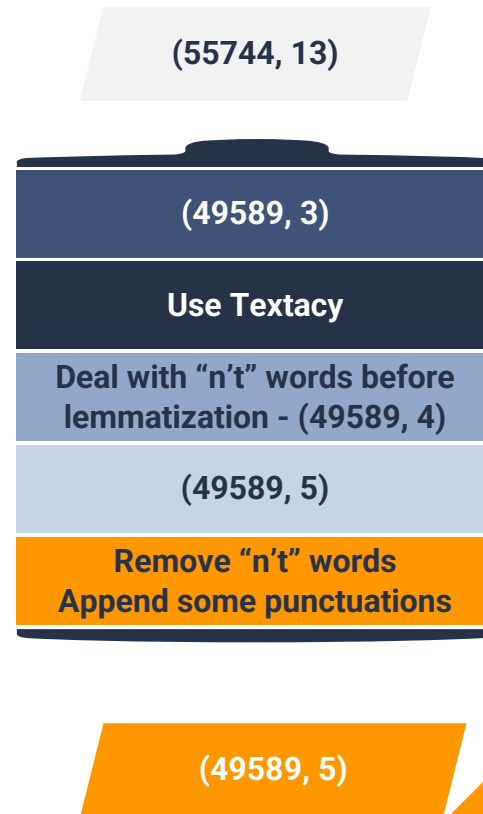 (55744, 13)
(49589, 3)
Use Textacy
Deal with “n’t” words before
lemmatization - (49589, 4)
(49589, 5)
Remove “n’t” words
Append some punctuations
(49589, 5)